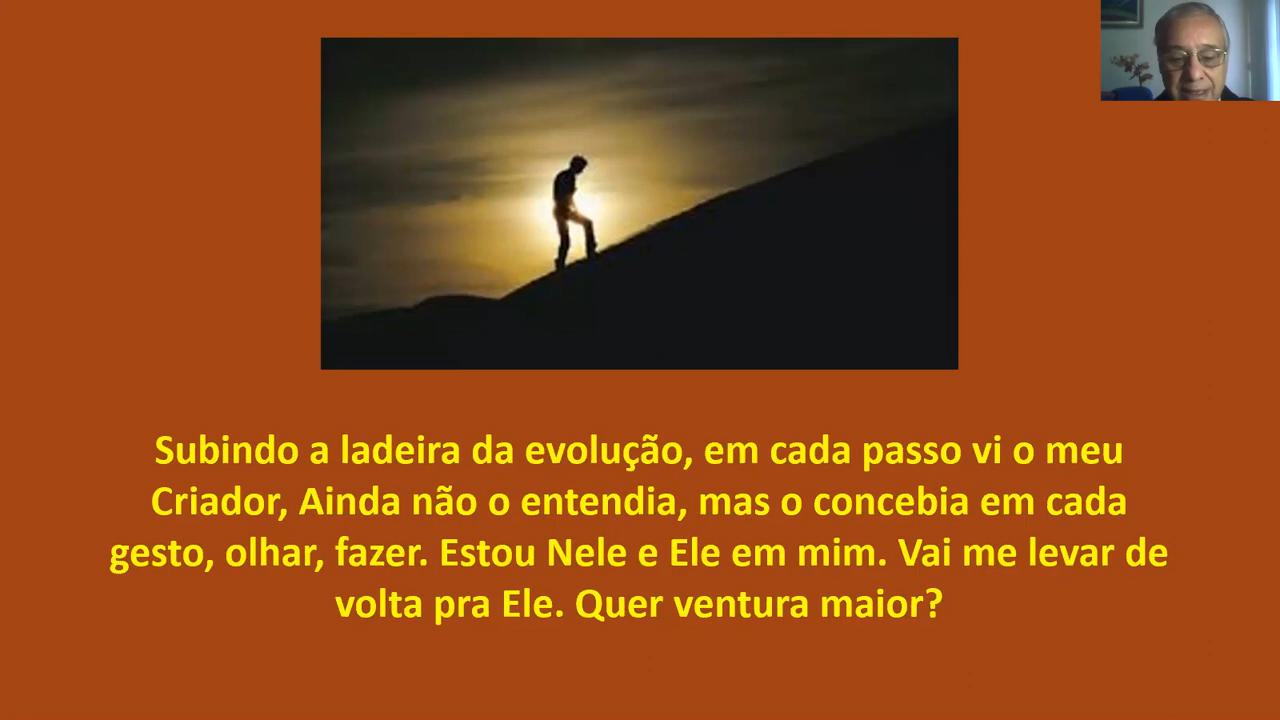 Subindo a ladeira da evolução, em cada passo vi o meu
Criador, Ainda não o entendia, mas o concebia em cada
gesto, olhar, fazer. Estou Nele e Ele em mim. Vai me levar de
volta pra Ele. Quer ventura maior?